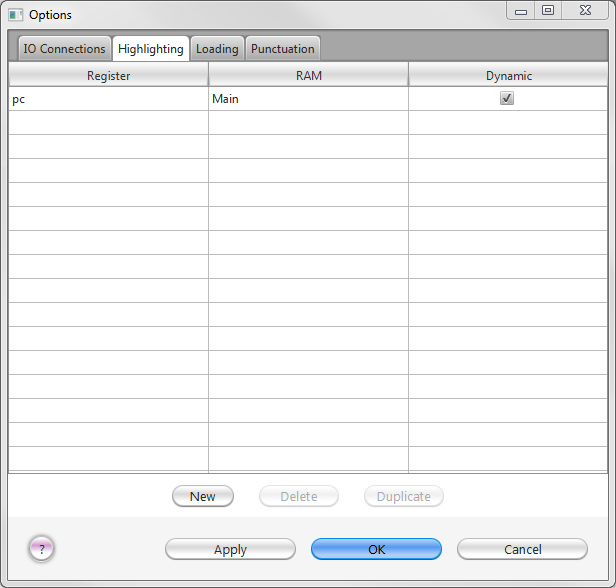 Options
IO Connections Highlighting Loading Punctuation
Register RAM Dynamic
pc Main
New Delete Duplicate
? Apply OK Cancel